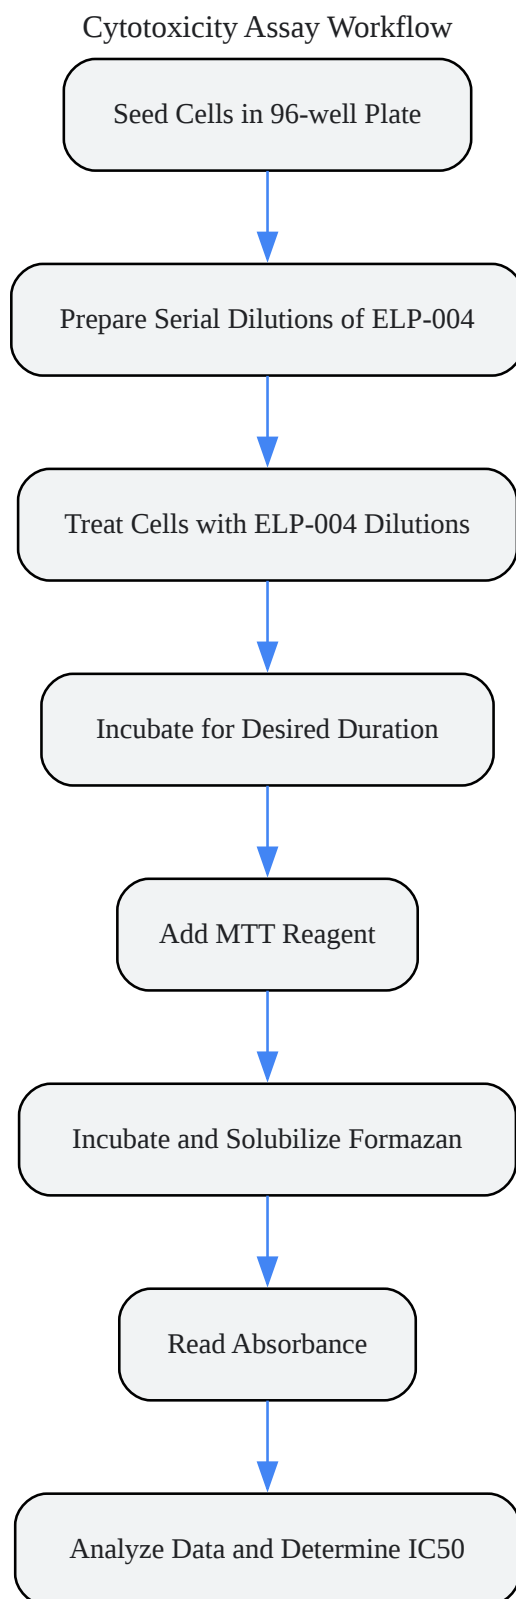 Cytotoxicity Assay Workflow
Seed Cells in 96-well Plate
Prepare Serial Dilutions of ELP-004
Treat Cells with ELP-004 Dilutions
Incubate for Desired Duration
Add MTT Reagent
Incubate and Solubilize Formazan
Read Absorbance
Analyze Data and Determine IC50